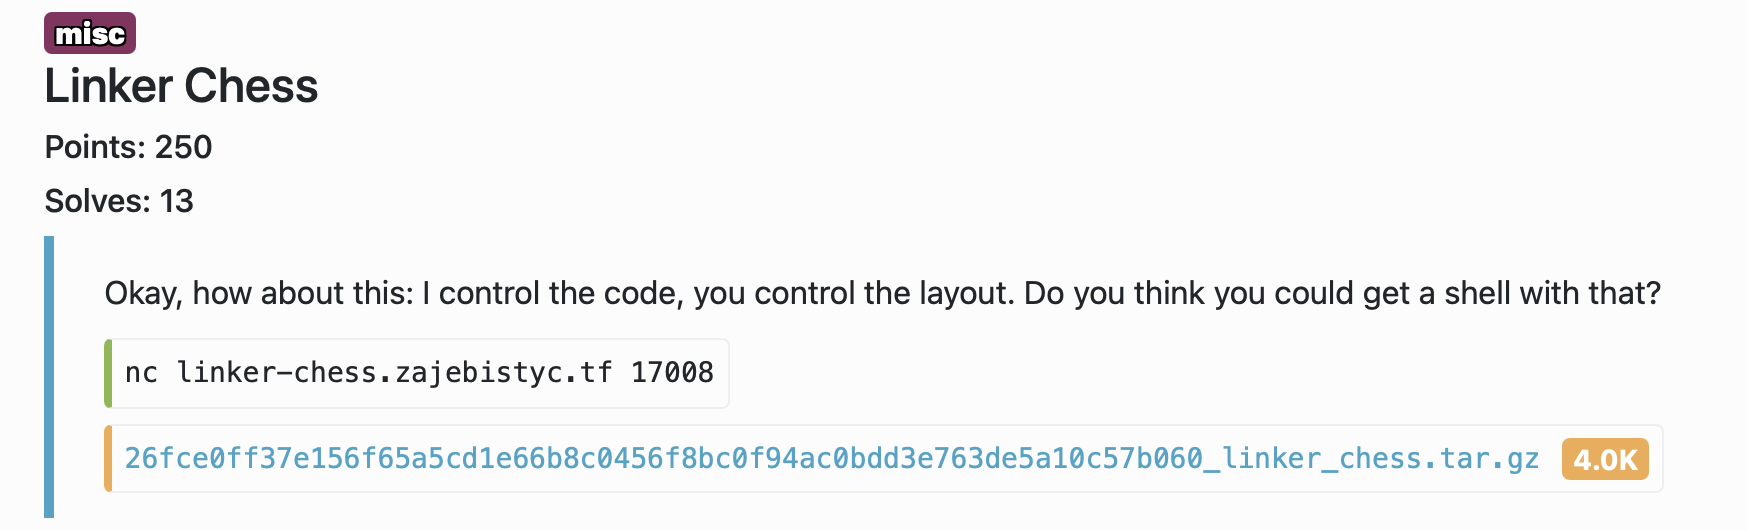 misc
Linker Chess
Points: 250
Solves: 13
Okay, how about this: I control the code, you control the layout. Do you think you could get a shell with that?
nc linker-chess.zajebistyc.tf 17008
26fce0ff37e156f65a5cd1e66b8c0456f8bc0f94ac0bdd3e763de5a10c57b060_linker_chess.tar.gz 4.0K